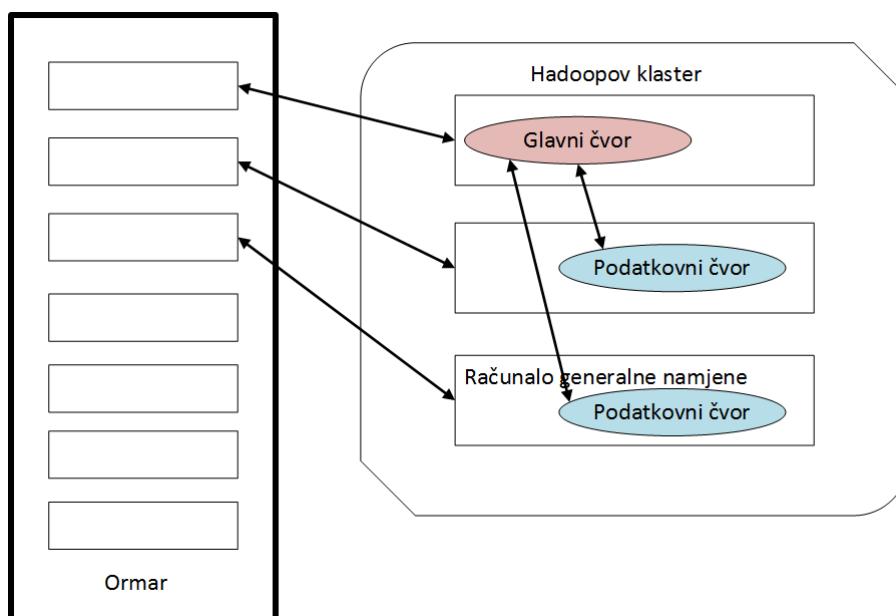 Hadoopov klaster
Glavni čvor
Podatkovni čvor
Računalo generalne namjene
Podatkovni čvor
Ormar